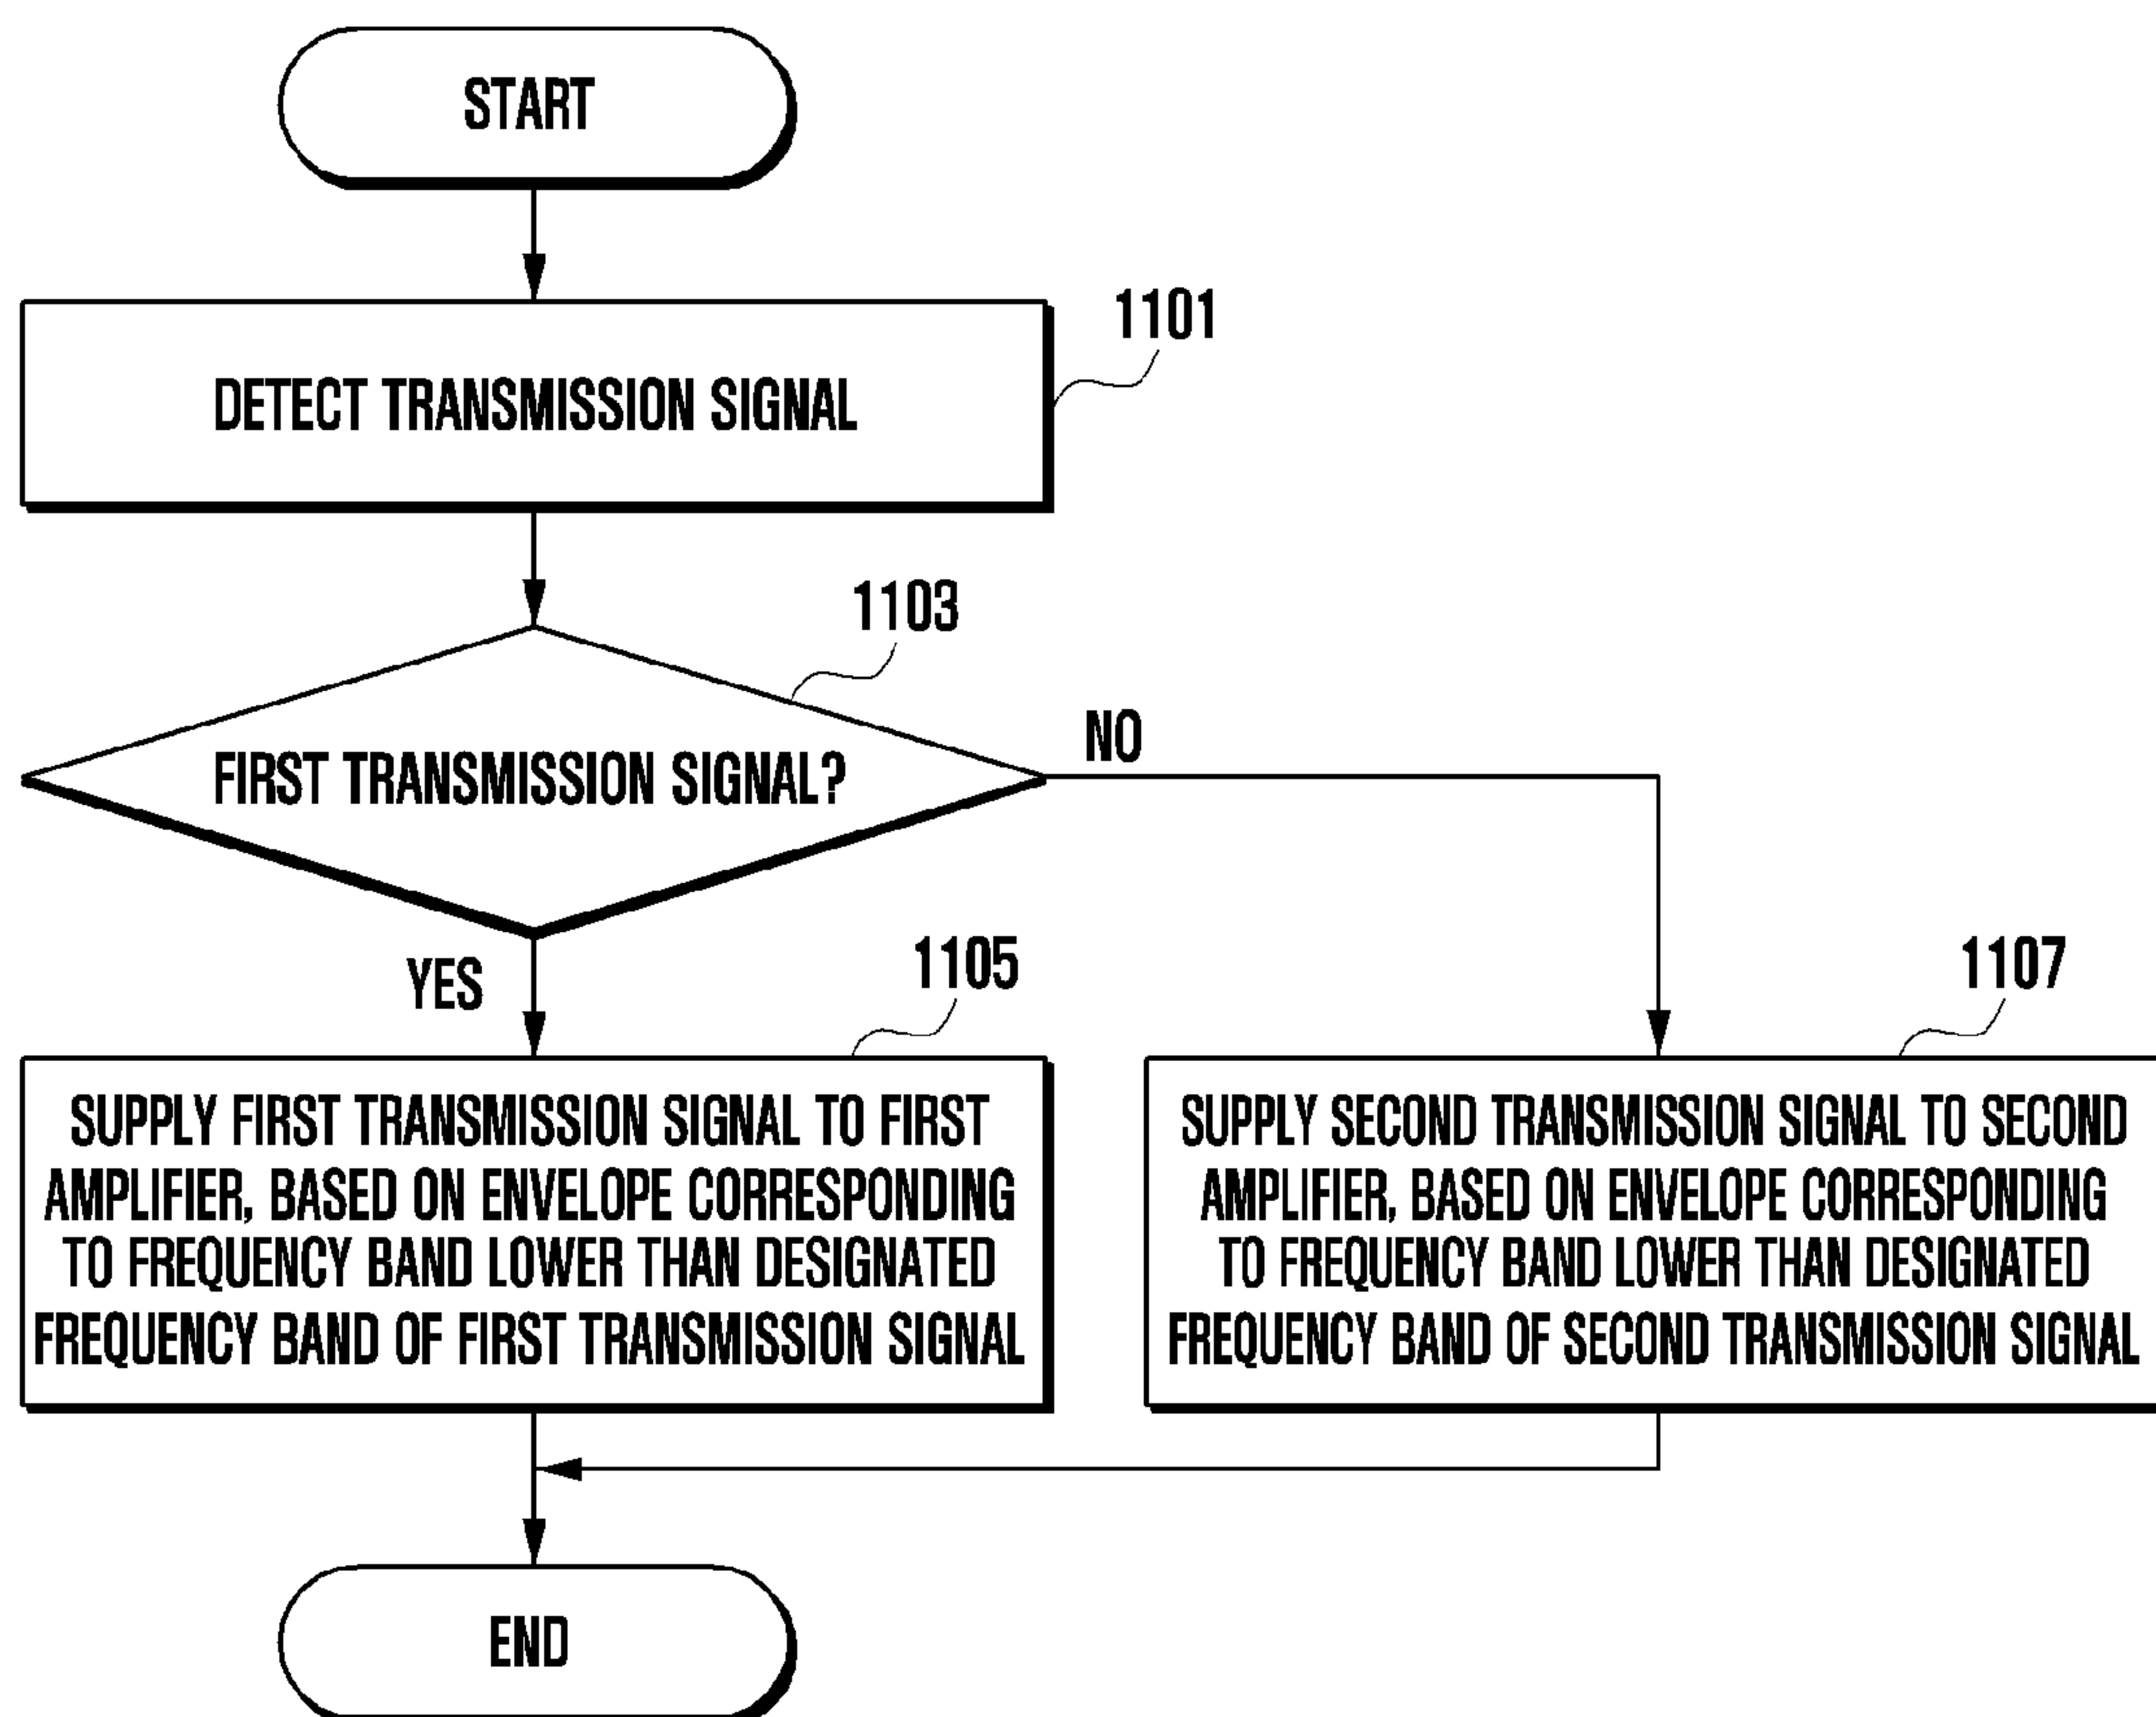 START
1101
DETECT TRANSMISSION SIGNAL
1103
FIRST TRANSMISSION SIGNAL?
NO
YES
1105
SUPPLY FIRST TRANSMISSION SIGNAL TO FIRST
AMPLIFIER, BASED ON ENVELOPE CORRESPONDING
TO FREQUENCY BAND LOWER THAN DESIGNATED
FREQUENCY BAND OF FIRST TRANSMISSION SIGNAL
1107
SUPPLY SECOND TRANSMISSION SIGNAL TO SECOND
AMPLIFIER, BASED ON ENVELOPE CORRESPONDING
TO FREQUENCY BAND LOWER THAN DESIGNATED
FREQUENCY BAND OF SECOND TRANSMISSION SIGNAL
END